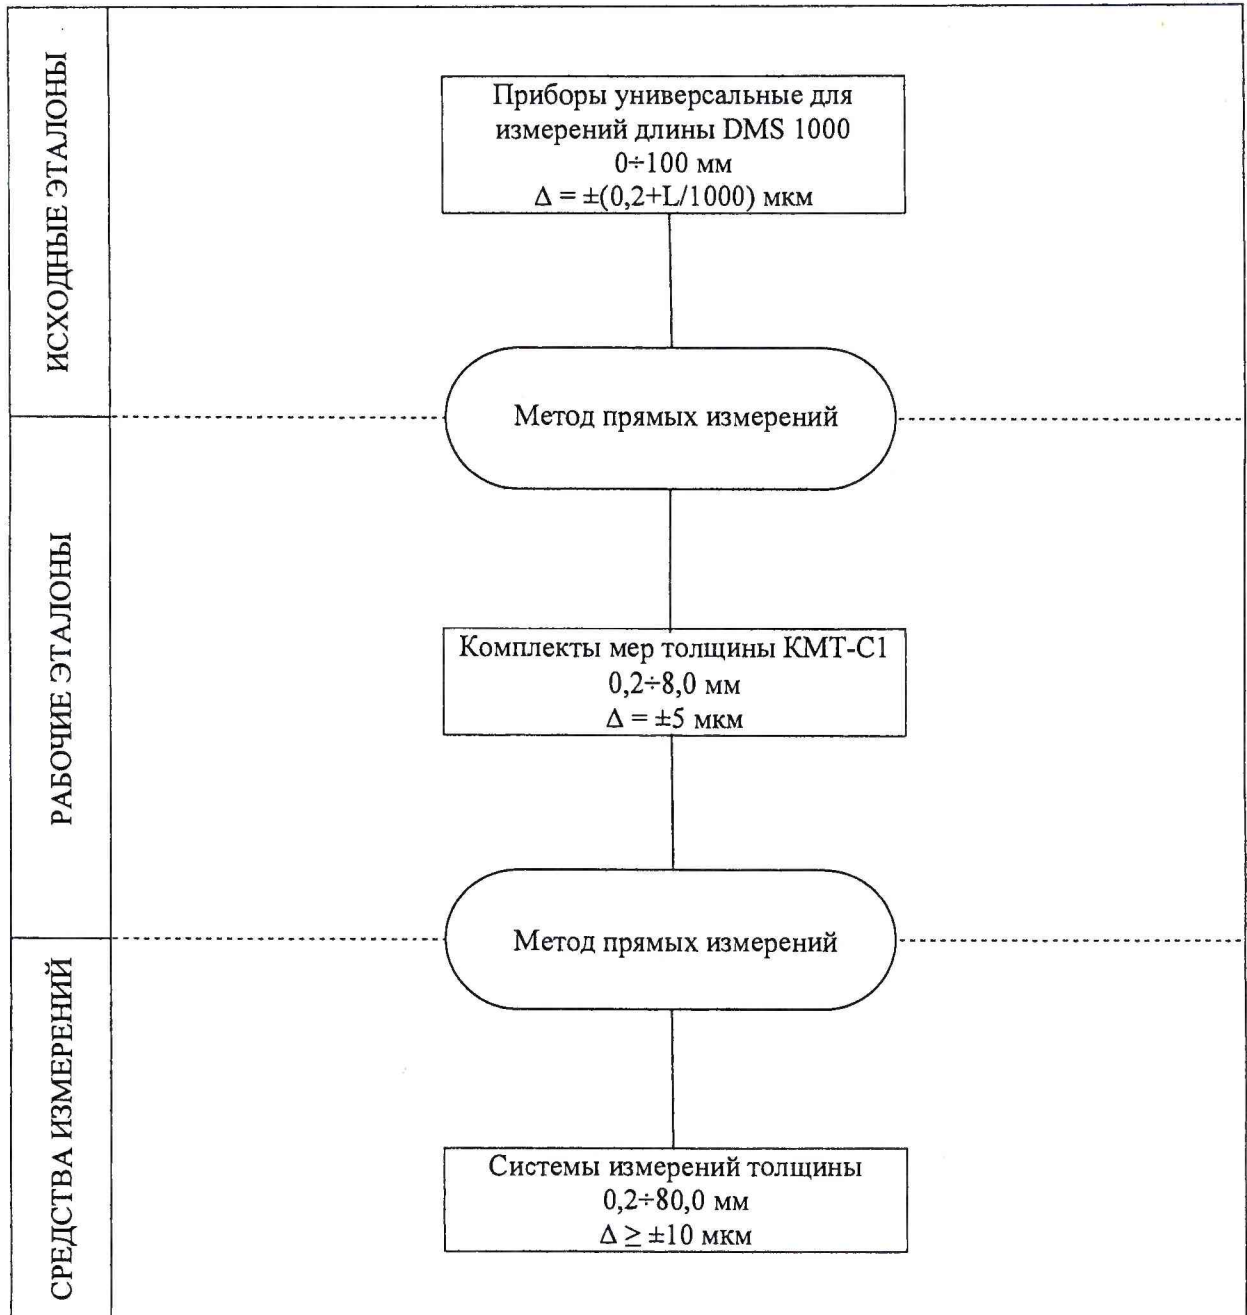 ИСХОДНЫЕ ЭТАЛОНЫ
Приборы универсальные для
измерений длины DMS 1000
0÷100 мм
Δ = ±(0,2+L/1000) мкм
Метод прямых измерений
РАБОЧИЕ ЭТАЛОНЫ
Комплекты мер толщины КМТ-С1
0,2÷8,0 мм
Δ = ±5 мкм
Метод прямых измерений
СРЕДСТВА ИЗМЕРЕНИЙ
Системы измерений толщины
0,2÷80,0 мм
Δ ≥ ±10 мкм